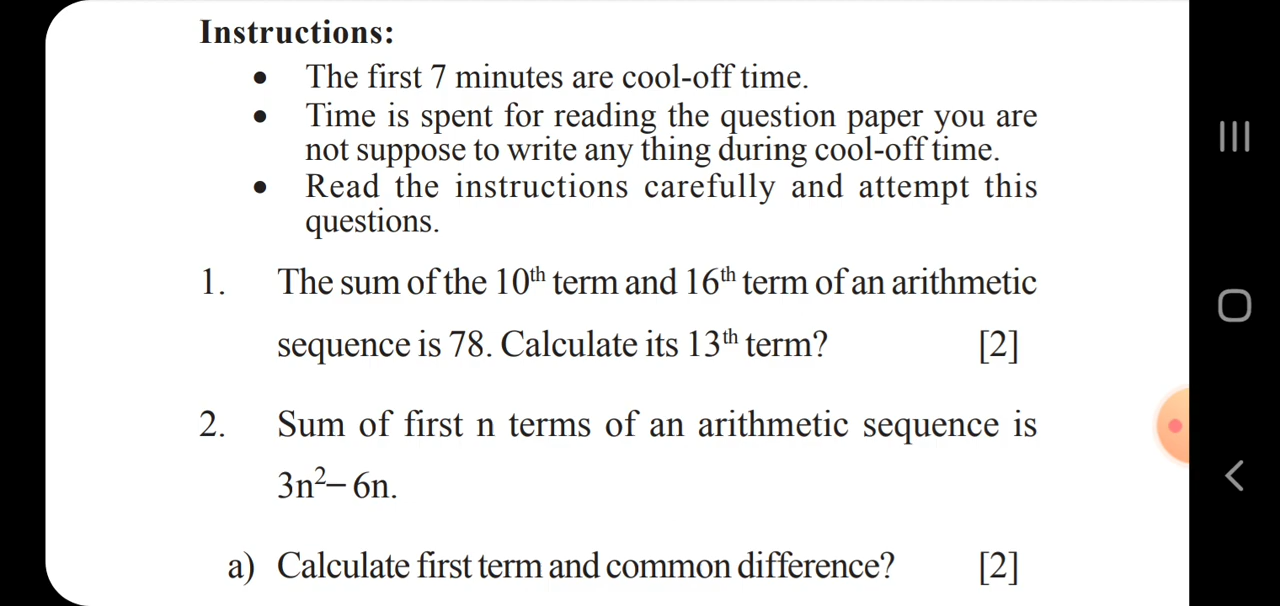 Instructions:
• The first 7 minutes are cool-off time.
• Time is spent for reading the question paper you are
not suppose to write any thing during cool-off time.
• Read the instructions carefully and attempt this
questions.
1. The sum of the 10th term and 16th term of an arithmetic
sequence is 78. Calculate its 13th term? [2]
2. Sum of first n terms of an arithmetic sequence is
3n²– 6n.
a) Calculate first term and common difference? [2]